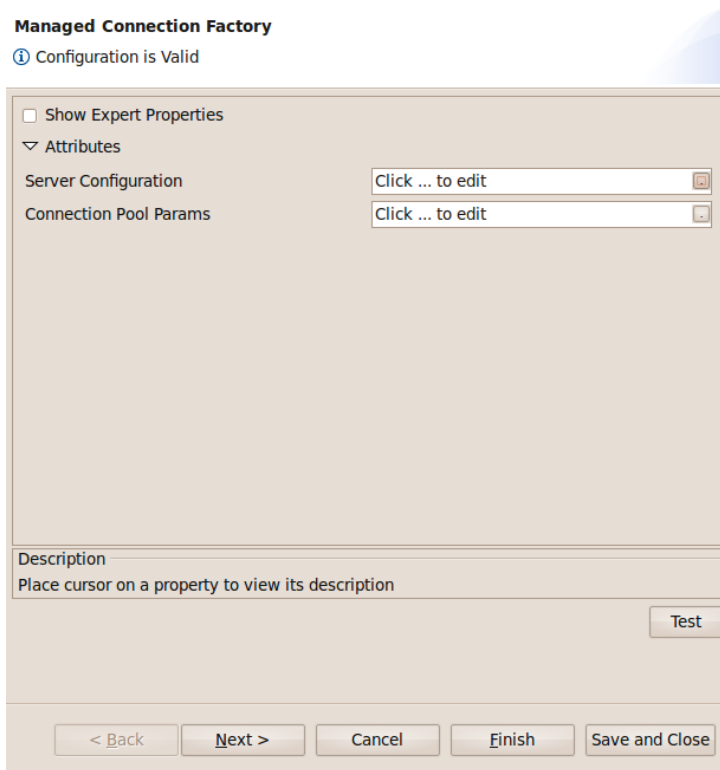 Managed Connection Factory
Configuration is Valid
Show Expert Properties
Attributes
Server Configuration Click ... to edit
Connection Pool Params Click ... to edit
Description
Place cursor on a property to view its description
Test
< Back Next > Cancel Finish Save and Close